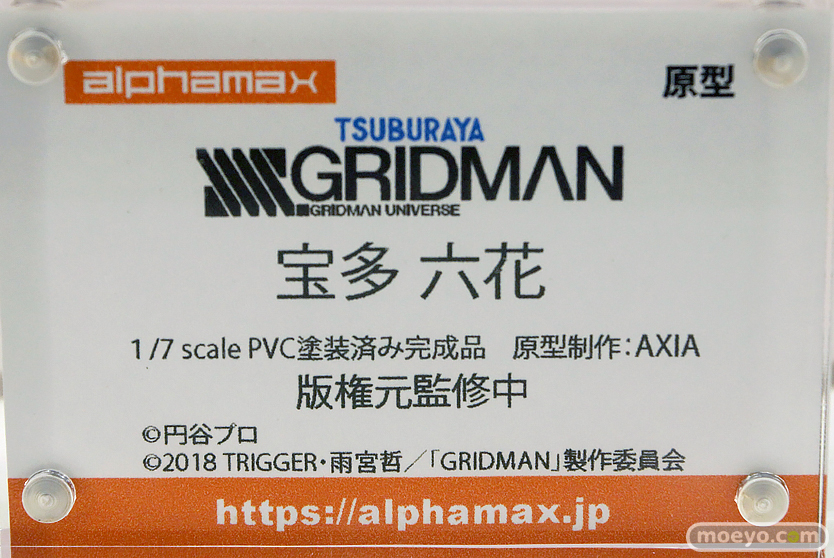 alphamax
原型
TSUBURAYA
GRIDMAN
GRIDMAN UNIVERSE
宝多 六花
1/7 scale PVC塗装済み完成品 原型制作:AXIA
版権元監修中
©円谷プロ
©2018 TRIGGER・雨宮哲/「GRIDMAN」製作委員会
https://alphamax.jp
moeyo.com